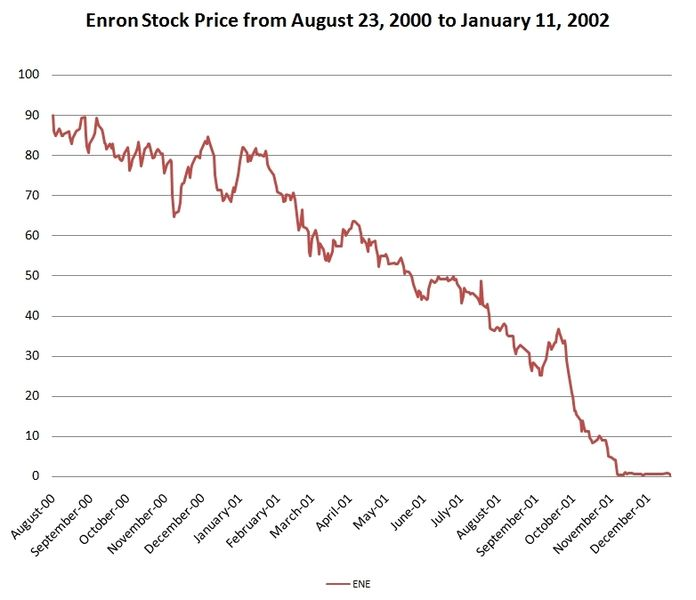 Enron Stock Price from August 23, 2000 to January 11, 2002
100
90
80
70
60
50
40
30
20
10
0
August-00
September-00
October-00
November-00
December-00
January-01
February-01
March-01
April-01
May-01
June-01
July-01
August-01
September-01
October-01
November-01
December-01
ENE